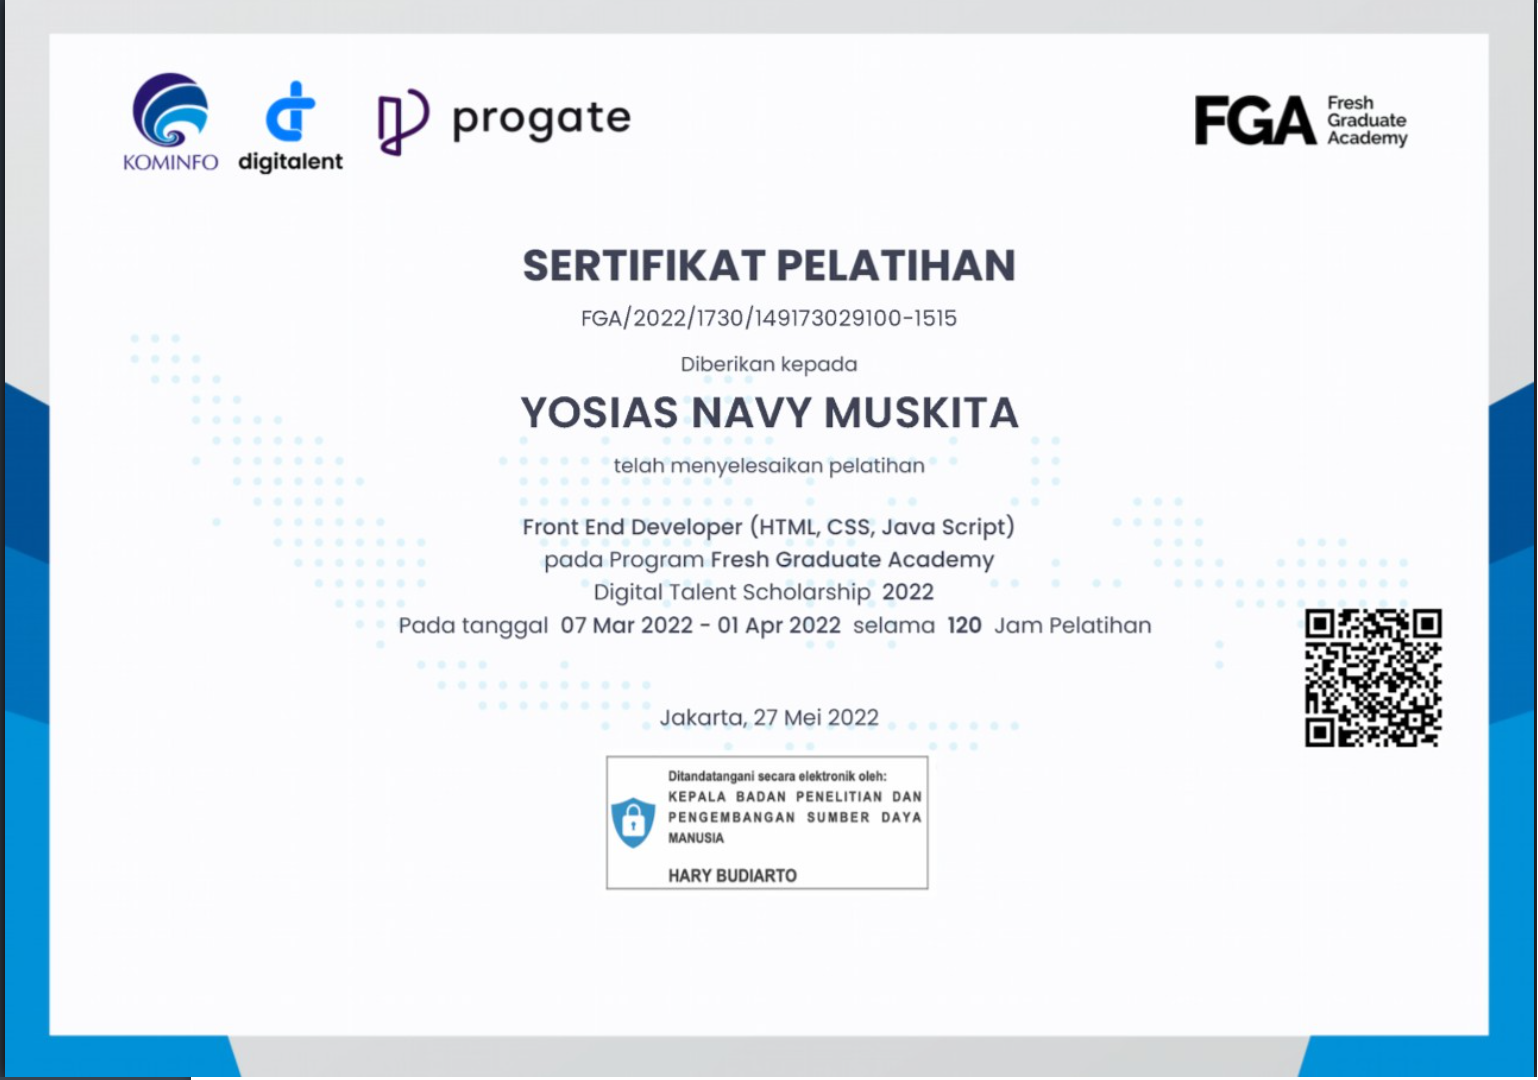 KOMINFO
digitalent
progate
FGA
Fresh
Graduate
Academy
SERTIFIKAT PELATIHAN
FGA/2022/1730/149173029100-1515
Diberikan kepada
YOSIAS NAVY MUSKITA
telah menyelesaikan pelatihan
Front End Developer (HTML, CSS, Java Script)
pada Program Fresh Graduate Academy
Digital Talent Scholarship 2022
Pada tanggal 07 Mar 2022 - 01 Apr 2022 selama 120 Jam Pelatihan
Jakarta, 27 Mei 2022
Ditandatangani secara elektronik oleh:
KEPALA BADAN PENELITIAN DAN
PENGEMBANGAN SUMBER DAYA
MANUSIA
HARY BUDIARTO